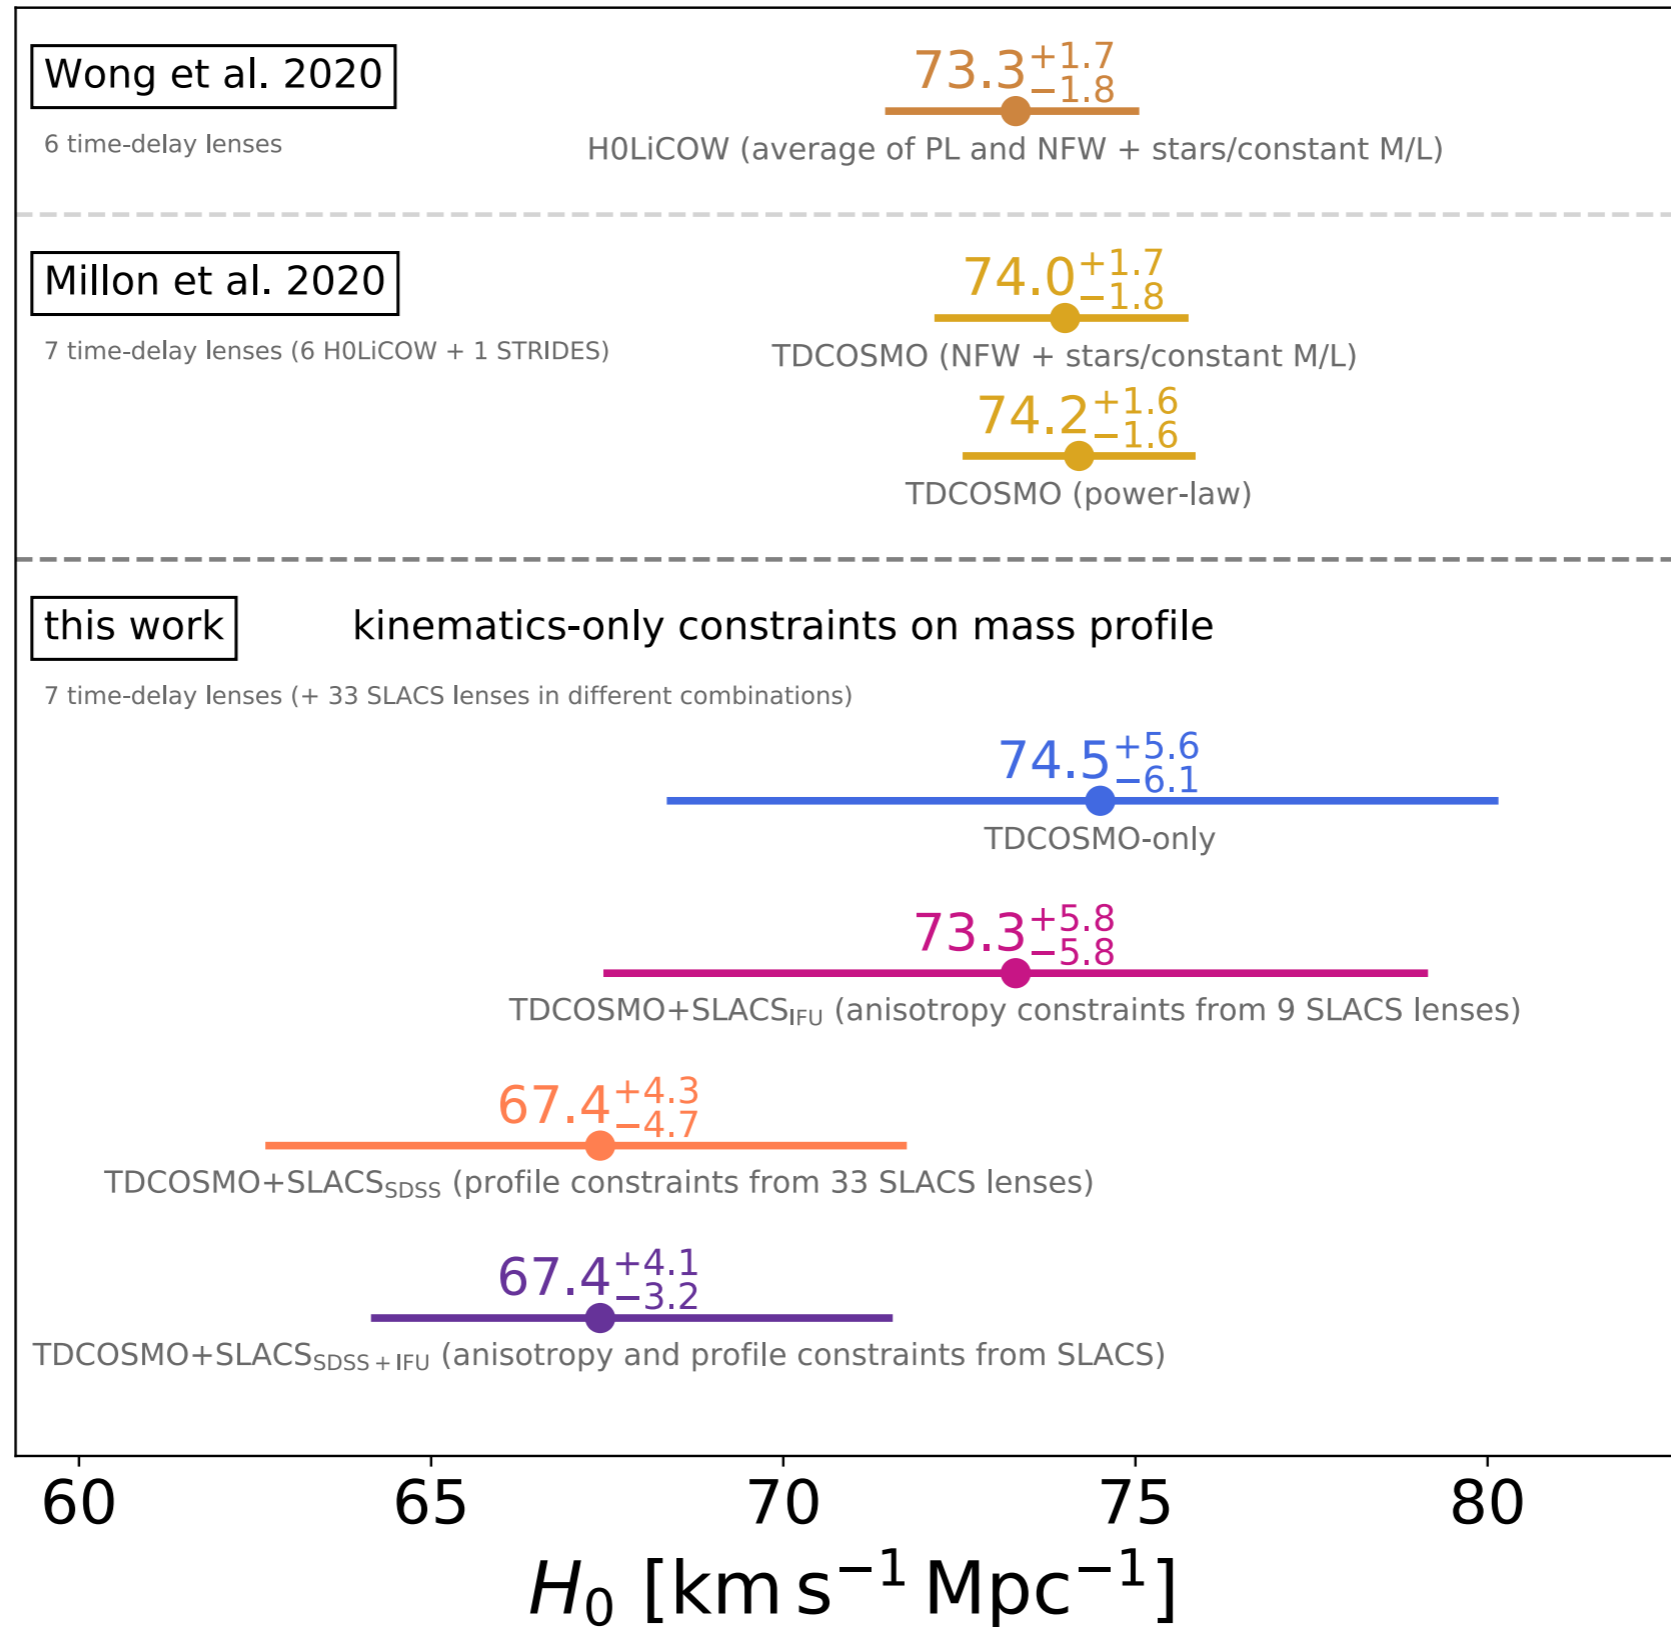 Wong et al. 2020
6 time-delay lenses
73.3+1.7−1.8
H0LiCOW (average of PL and NFW + stars/constant M/L)
Millon et al. 2020
7 time-delay lenses (6 H0LiCOW + 1 STRIDES)
74.0+1.7−1.8
TDCOSMO (NFW + stars/constant M/L)
74.2+1.6−1.6
TDCOSMO (power-law)
this work kinematics-only constraints on mass profile
7 time-delay lenses (+ 33 SLACS lenses in different combinations)
74.5+5.6−6.1
TDCOSMO-only
73.3+5.8−5.8
TDCOSMO+SLACSIFU (anisotropy constraints from 9 SLACS lenses)
67.4+4.3−4.7
TDCOSMO+SLACSSDSS (profile constraints from 33 SLACS lenses)
67.4+4.1−3.2
TDCOSMO+SLACSSDSS + IFU (anisotropy and profile constraints from SLACS)
60 65 70 75 80
H0 [km s−1 Mpc−1]